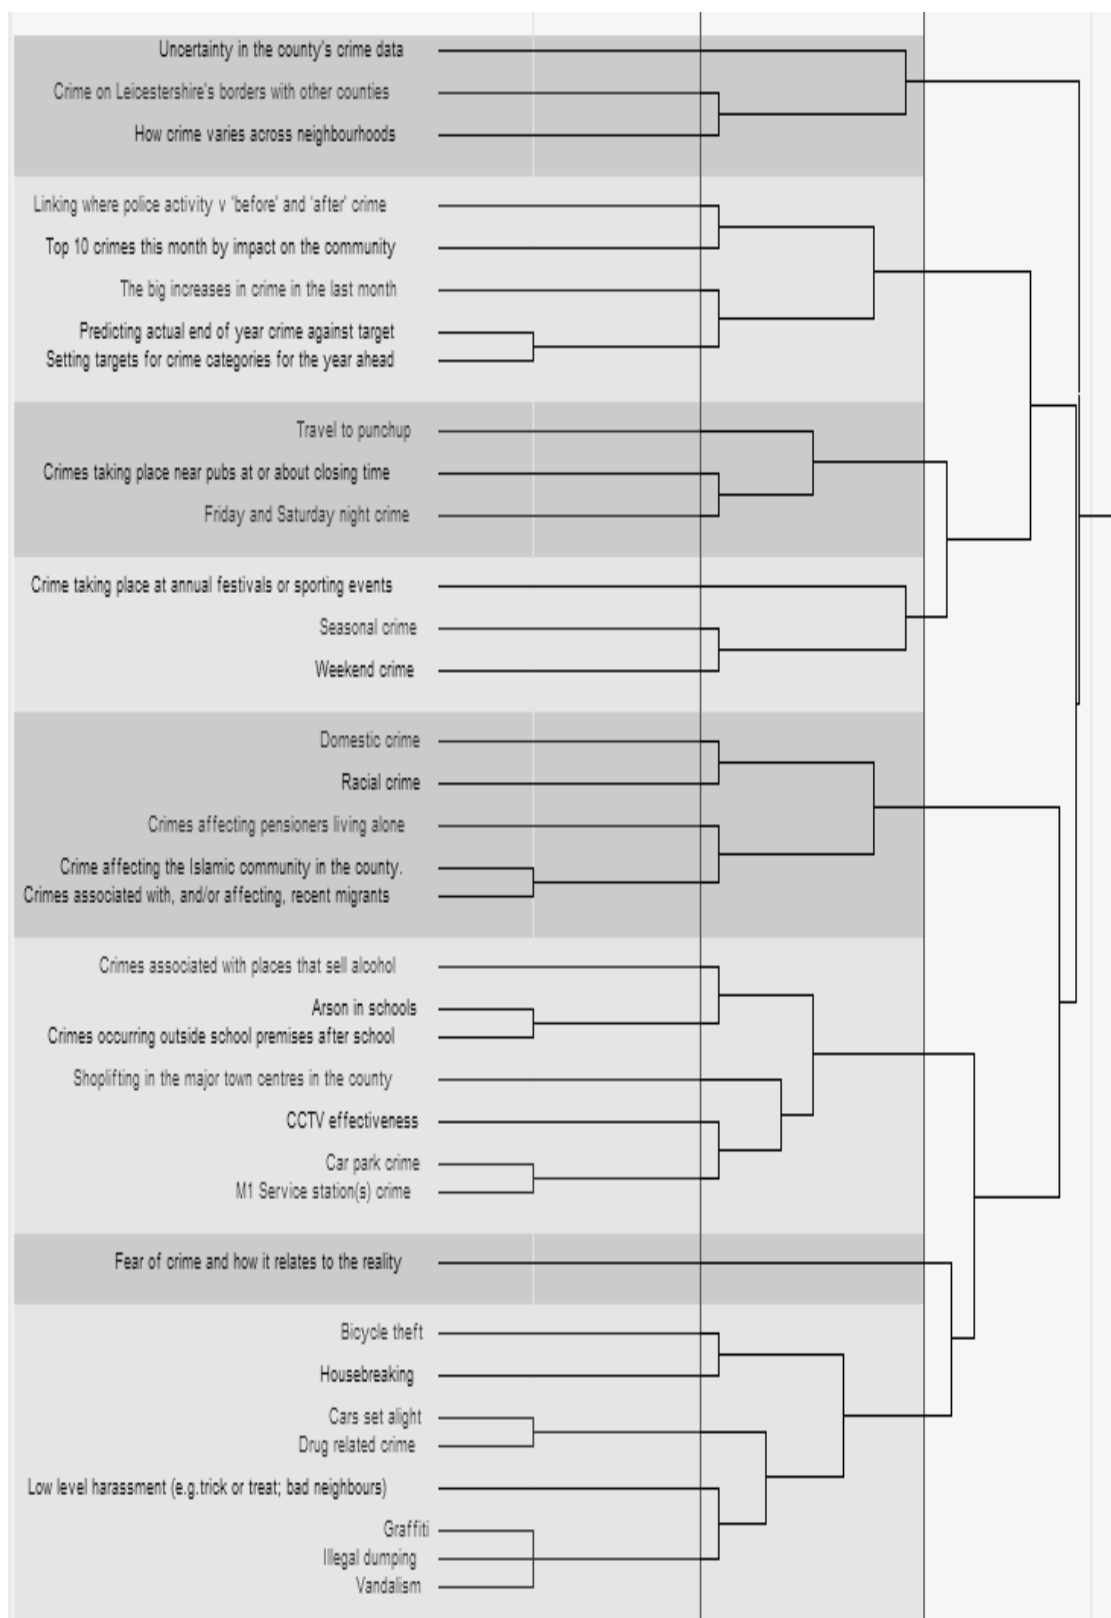 Uncertainty in the county's crime data
Crime on Leicestershire's borders with other counties
How crime varies across neighbourhoods
Linking where police activity v 'before' and 'after' crime
Top 10 crimes this month by impact on the community
The big increases in crime in the last month
Predicting actual end of year crime against target
Setting targets for crime categories for the year ahead
Travel to punchup
Crimes taking place near pubs at or about closing time
Friday and Saturday night crime
Crime taking place at annual festivals or sporting events
Seasonal crime
Weekend crime
Domestic crime
Racial crime
Crimes affecting pensioners living alone
Crime affecting the Islamic community in the county.
Crimes associated with, and/or affecting, recent migrants
Crimes associated with places that sell alcohol
Arson in schools
Crimes occurring outside school premises after school
Shoplifting in the major town centres in the county
CCTV effectiveness
Car park crime
M1 Service station(s) crime
Fear of crime and how it relates to the reality
Bicycle theft
Housebreaking
Cars set alight
Drug related crime
Low level harassment (e.g.trick or treat; bad neighbours)
Graffiti
Illegal dumping
Vandalism